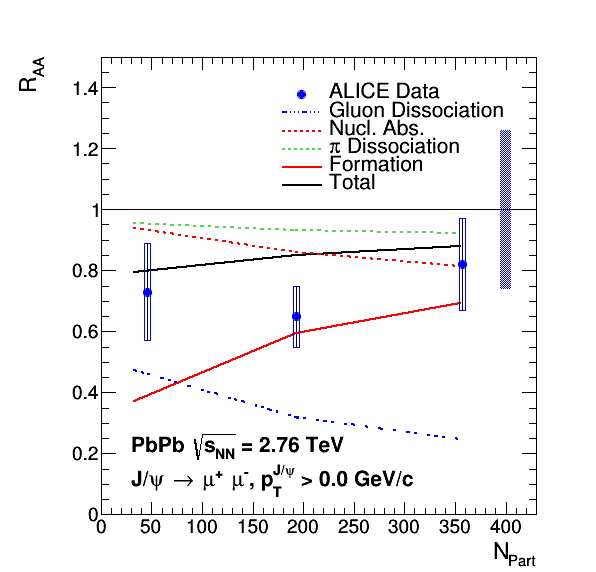 R_AA
1.4
1.2
1
0.8
0.6
0.4
0.2
0
ALICE Data
Gluon Dissociation
Nucl. Abs.
π Dissociation
Formation
Total
PbPb √s_NN = 2.76 TeV
J/ψ → μ⁺ μ⁻, p_T^J/ψ > 0.0 GeV/c
0 50 100 150 200 250 300 350 400
N_Part